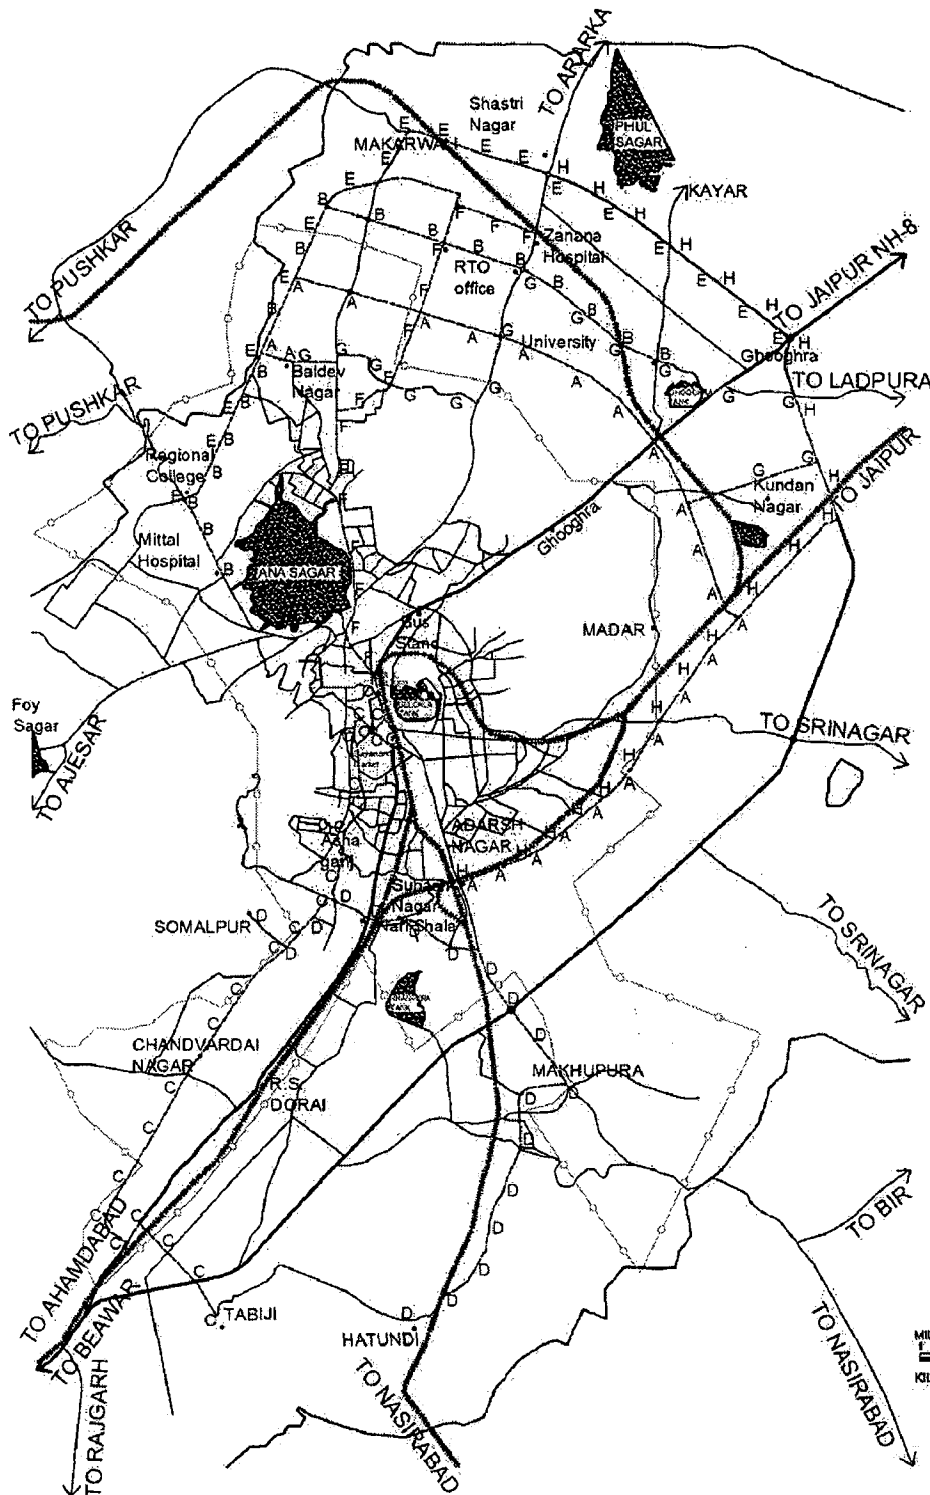 TO ARARKA
Shastri
Nagar
PHUL
SAGAR
MAKARWALI
KAYAR
TO PUSHKAR
Zanana
Hospital
RTO
office
TO JAIPUR NH-8
University
Ghooghra
Baldev
Nagar
TO LADPURA
TO PUSHKAR
Regional
College
TO JAIPUR
Kundan
Nagar
Mittal
Hospital
Ghooghra
ANA SAGAR
Bus
Stand
MADAR
Foy
Sagar
TO AJESAR
TO SRINAGAR
ADARSH
NAGAR
Subash
Nagar
SOMALPUR
TO SRINAGAR
CHANDVARDAI
NAGAR
MAKHUPURA
R.S.
DORAI
TO BIR
TO AHAMDABAD
TO BEAWAR
TABIJI
HATUNDI
TO RAJGARH
TO NASIRABAD
TO NASIRABAD